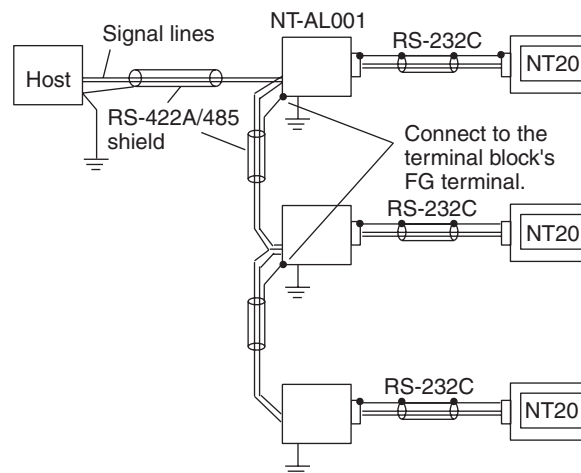 NT-AL001
Signal lines
RS-232C
Host
NT20
RS-422A/485
shield
Connect to the
terminal block's
FG terminal.
RS-232C
NT20
RS-232C
NT20